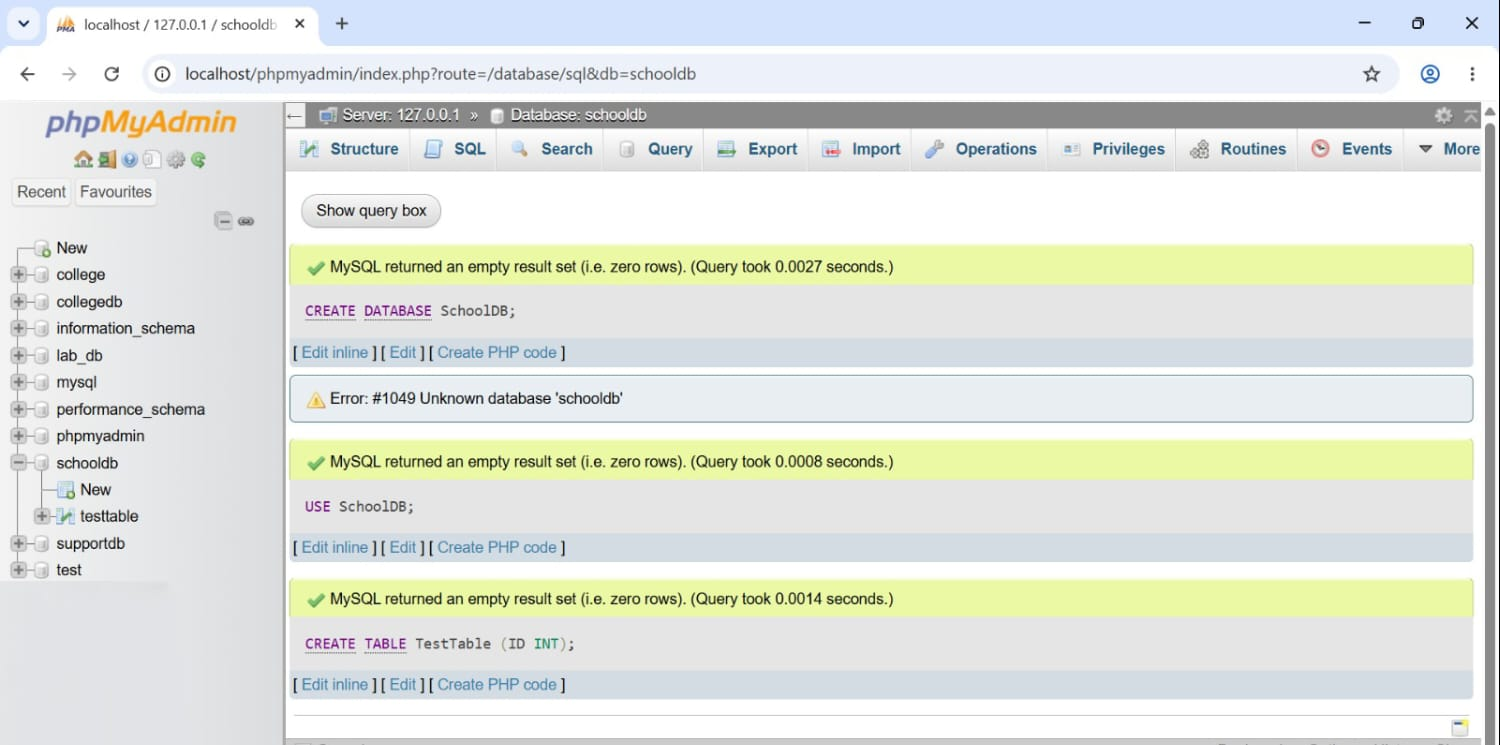 localhost / 127.0.0.1 / schooldb
localhost/phpmyadmin/index.php?route=/database/sql&db=schooldb
phpMyAdmin
Recent Favourites
New
college
collegedb
information_schema
lab_db
mysql
performance_schema
phpmyadmin
schooldb
New
testtable
supportdb
test
Server: 127.0.0.1 » Database: schooldb
Structure SQL Search Query Export Import Operations Privileges Routines Events More
Show query box
MySQL returned an empty result set (i.e. zero rows). (Query took 0.0027 seconds.)
CREATE DATABASE SchoolDB;
[ Edit inline ] [ Edit ] [ Create PHP code ]
Error: #1049 Unknown database 'schooldb'
MySQL returned an empty result set (i.e. zero rows). (Query took 0.0008 seconds.)
USE SchoolDB;
[ Edit inline ] [ Edit ] [ Create PHP code ]
MySQL returned an empty result set (i.e. zero rows). (Query took 0.0014 seconds.)
CREATE TABLE TestTable (ID INT);
[ Edit inline ] [ Edit ] [ Create PHP code ]